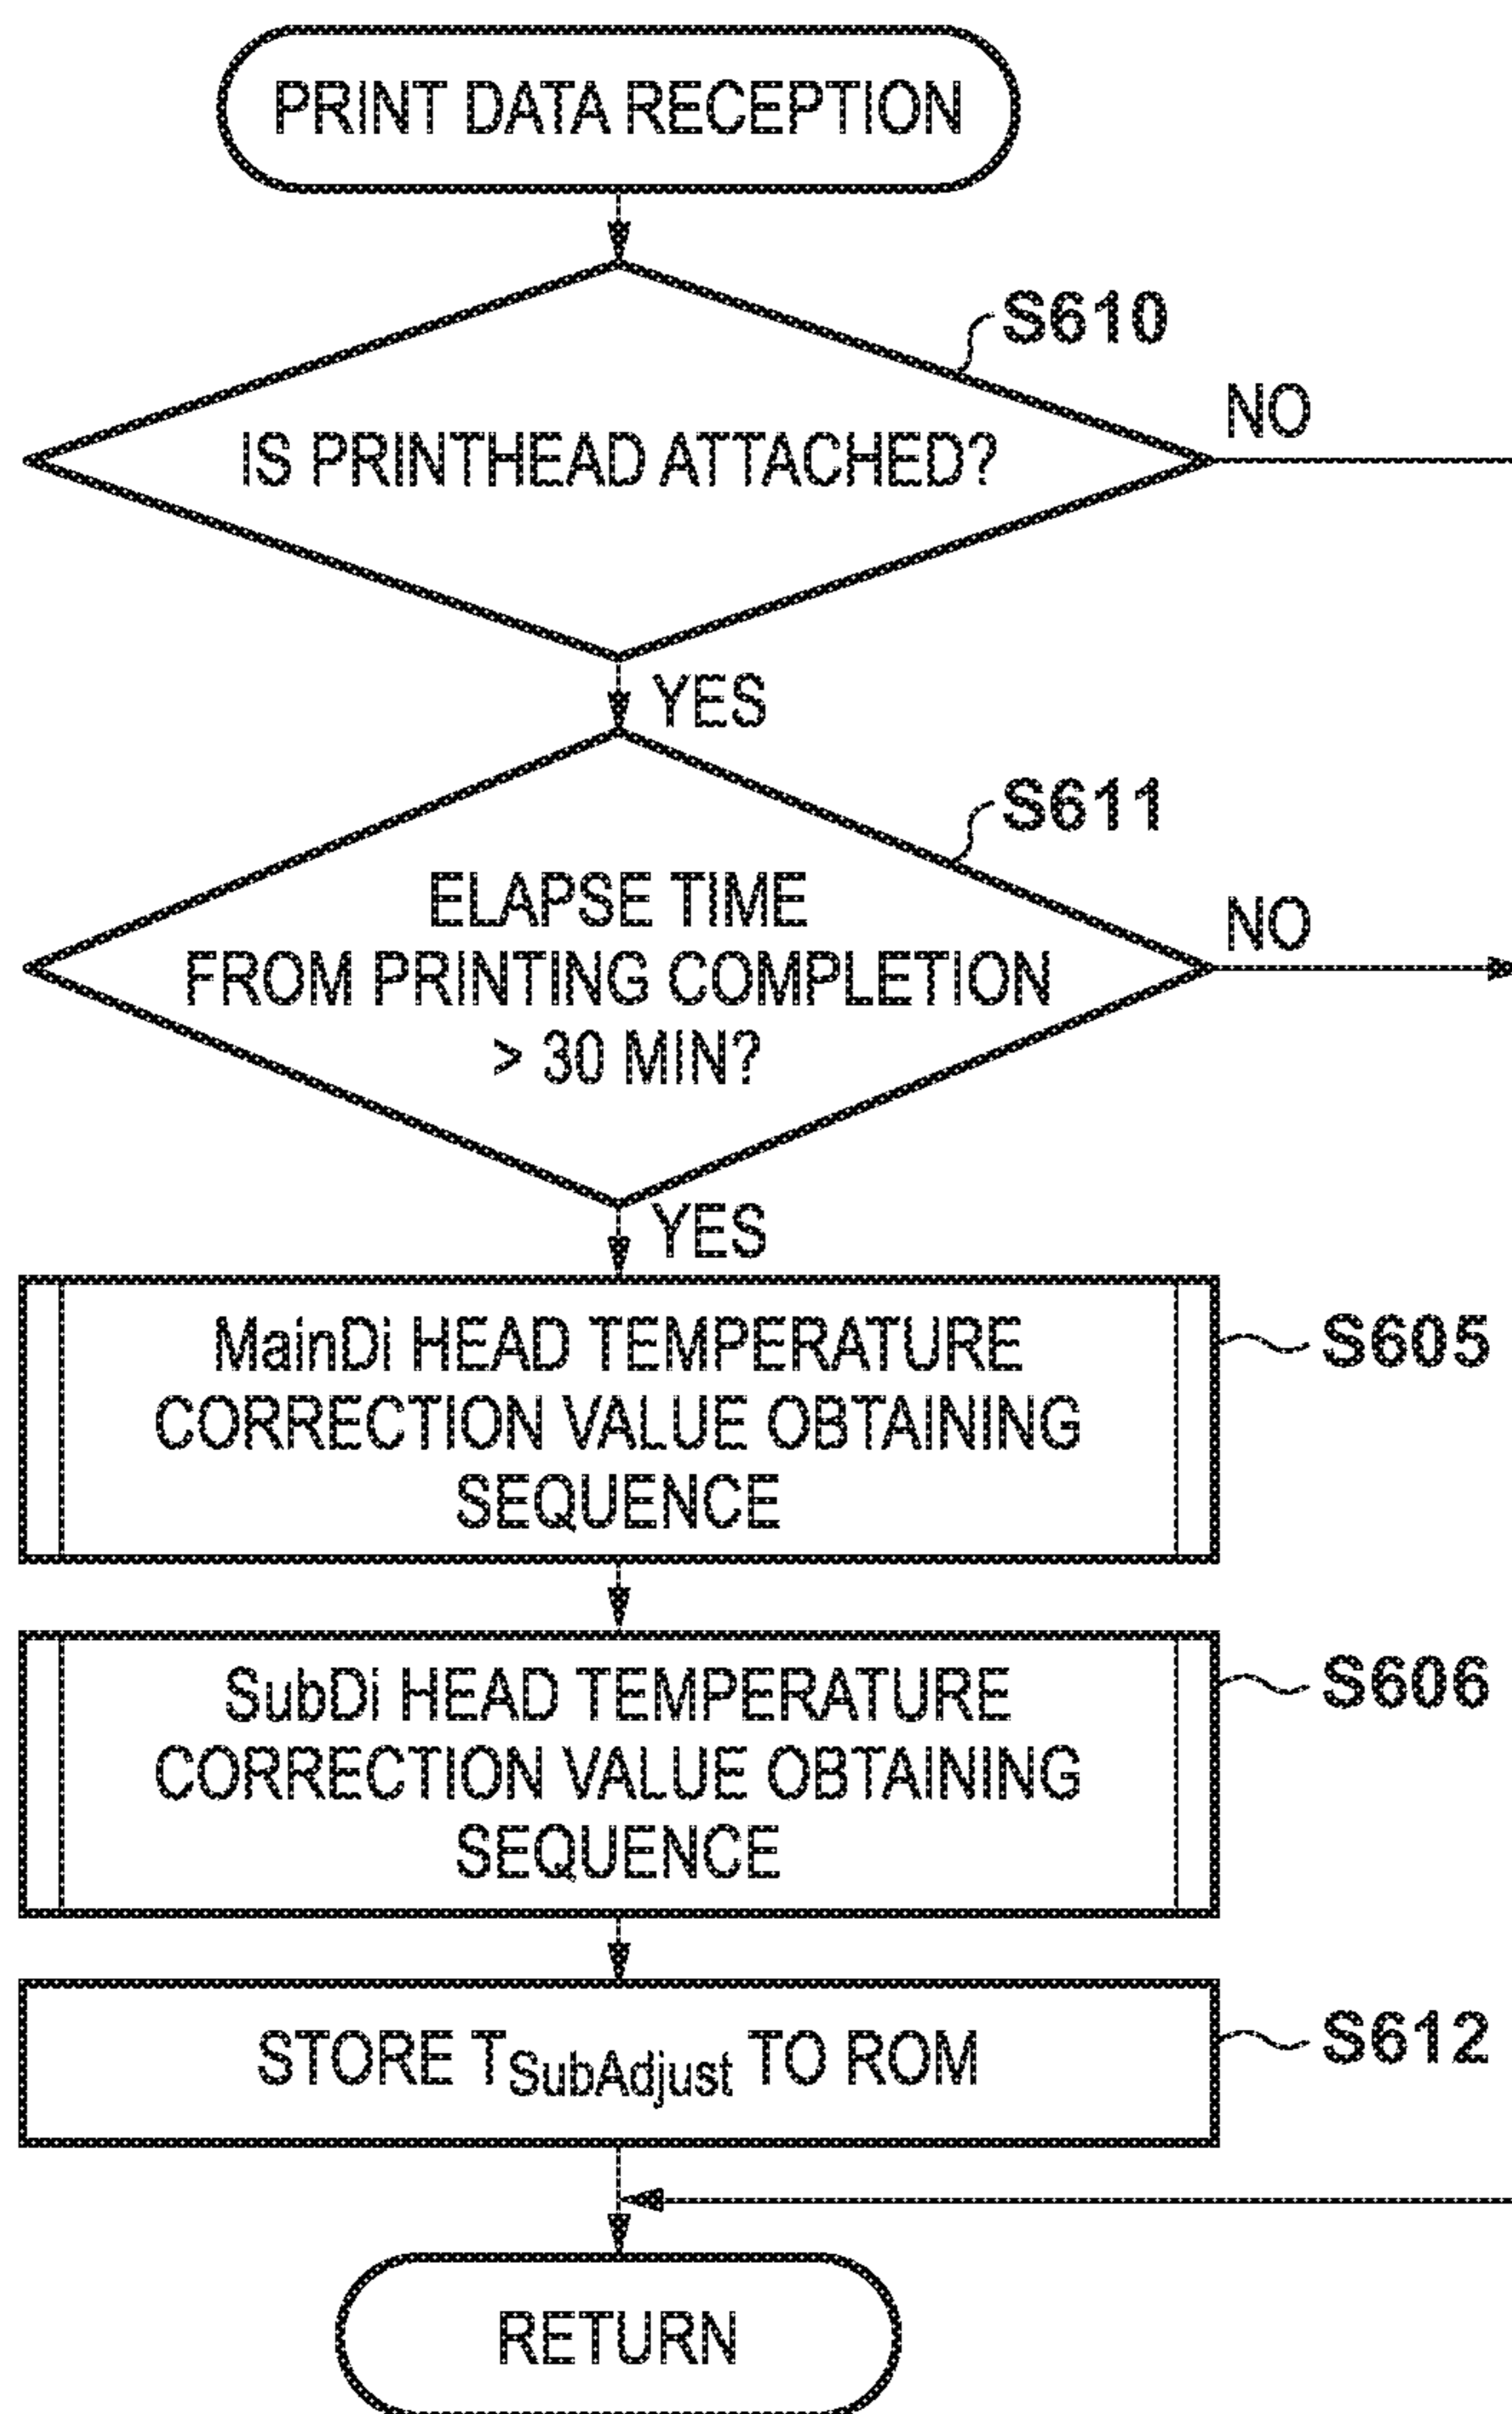 PRINT DATA RECEPTION
S610
IS PRINTHEAD ATTACHED?
NO
YES
S611
ELAPSE TIME
FROM PRINTING COMPLETION
> 30 MIN?
NO
YES
MainDi HEAD TEMPERATURE
CORRECTION VALUE OBTAINING
SEQUENCE
S605
SubDi HEAD TEMPERATURE
CORRECTION VALUE OBTAINING
SEQUENCE
S606
STORE TSubAdjust TO ROM
S612
RETURN